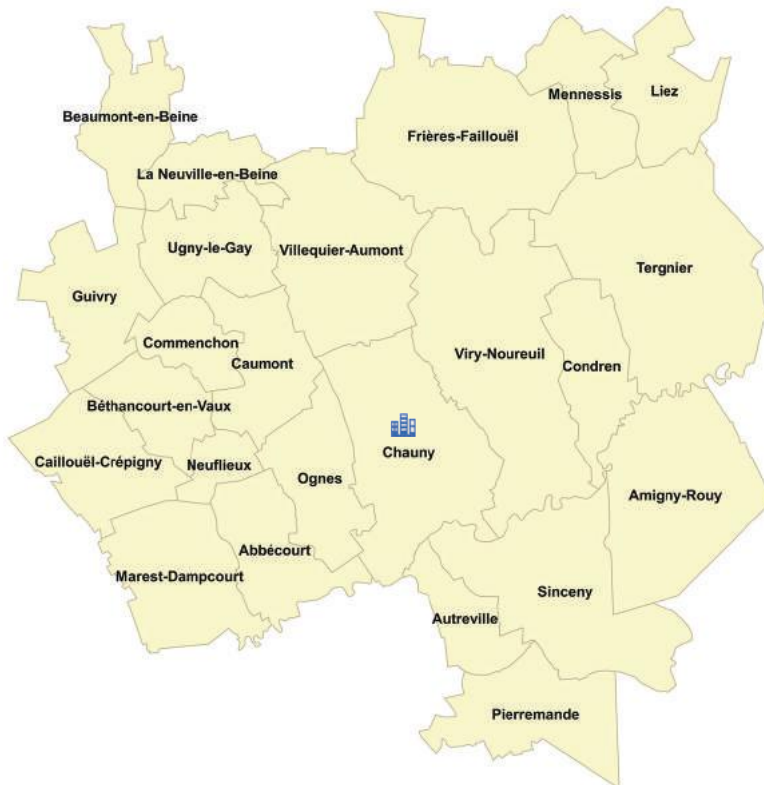 Liez
Mennessis
Beaumont-en-Beine
Frières-Faillouël
La Neuville-en-Beine
Ugny-le-Gay
Villequier-Aumont
Tergnier
Guivry
Commenchon
Viry-Noureuil
Caumont
Condren
Béthancourt-en-Vaux
Chauny
Caillouël-Crépigny
Neuflieux
Ognes
Amigny-Rouy
Abbécourt
Marest-Dampcourt
Sinceny
Autreville
Pierremande